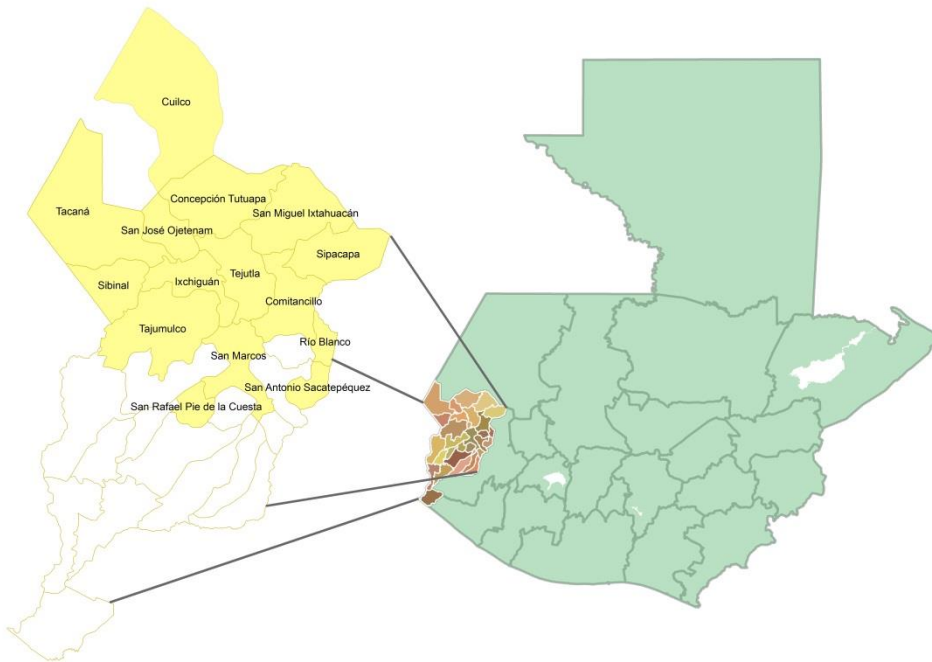 Cuilco
Concepción Tutuapa
Tacaná
San Miguel Ixtahuacán
San José Ojetenam
Sipacapa
Tejutla
Ixchiguán
Sibinal
Comitancillo
Tajumulco
Río Blanco
San Marcos
San Antonio Sacatepéquez
San Rafael Pie de la Cuesta